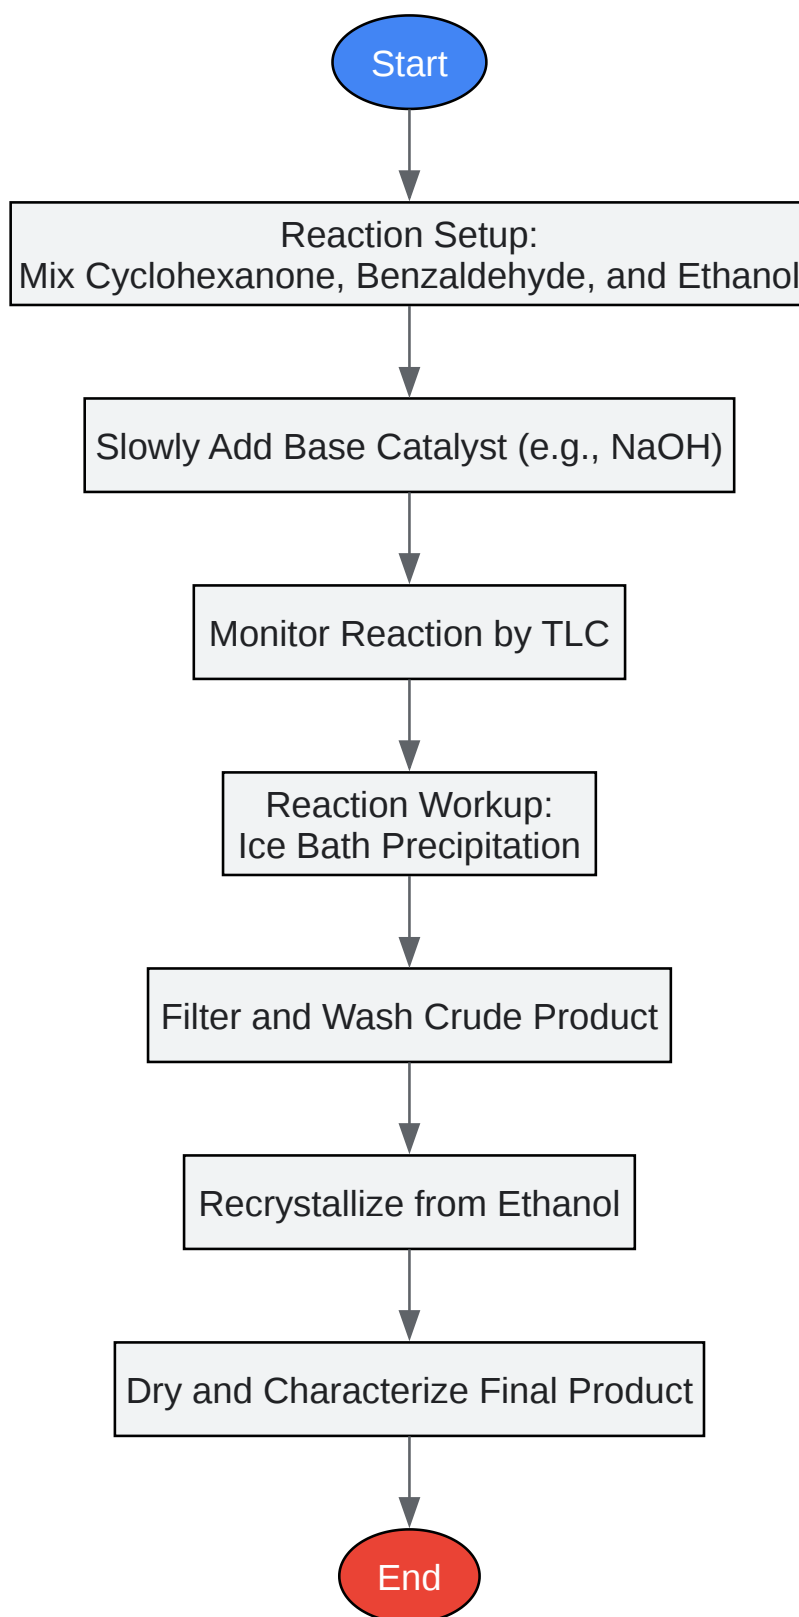 Start
Reaction Setup:
Mix Cyclohexanone, Benzaldehyde, and Ethanol
Slowly Add Base Catalyst (e.g., NaOH)
Monitor Reaction by TLC
Reaction Workup:
Ice Bath Precipitation
Filter and Wash Crude Product
Recrystallize from Ethanol
Dry and Characterize Final Product
End